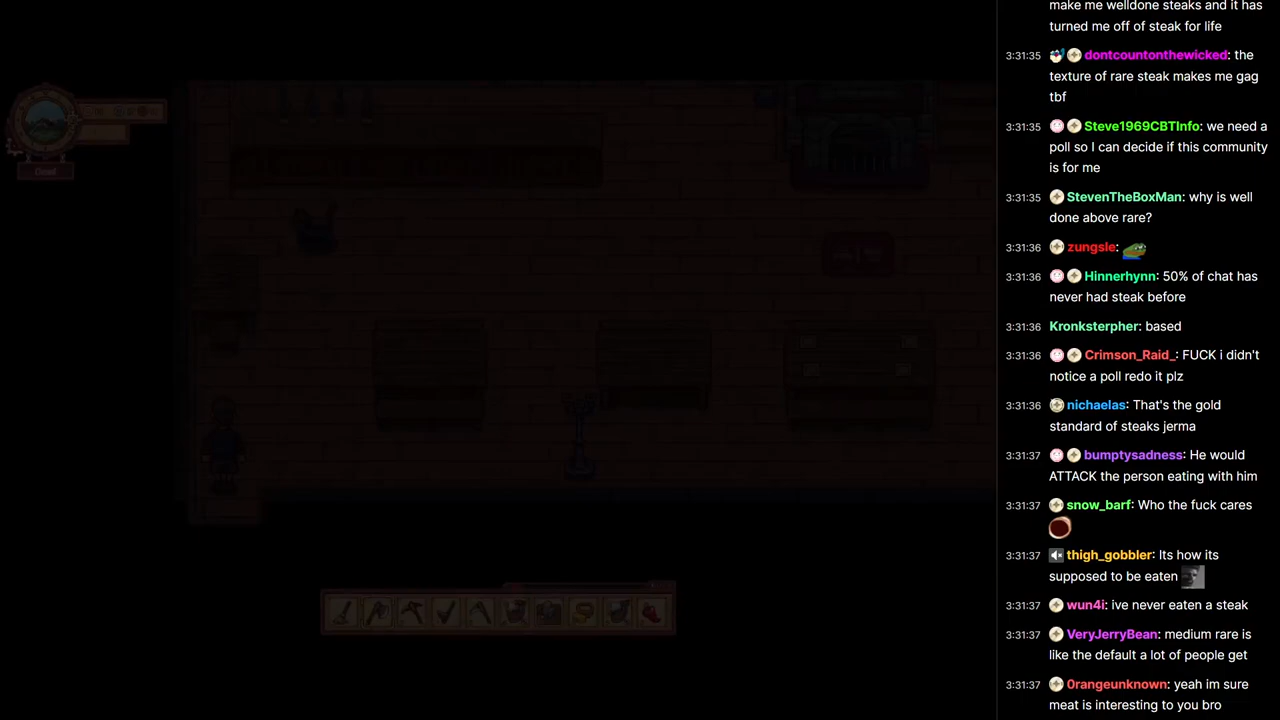 make me welldone steaks and it has
turned me off of steak for life
3:31:35 dontcountonthewicked: the
texture of rare steak makes me gag
tbf
3:31:35 Steve1969CBTInfo: we need a
poll so I can decide if this community
is for me
3:31:35 StevenTheBoxMan: why is well
done above rare?
3:31:36 zungsle:
3:31:36 Hinnerhynn: 50% of chat has
never had steak before
3:31:36 Kronksterpher: based
3:31:36 Crimson_Raid_: FUCK i didn't
notice a poll redo it plz
3:31:36 nichaelas: That's the gold
standard of steaks jerma
3:31:37 bumptysadness: He would
ATTACK the person eating with him
3:31:37 snow_barf: Who the fuck cares
3:31:37 thigh_gobbler: Its how its
supposed to be eaten
3:31:37 wun4i: ive never eaten a steak
3:31:37 VeryJerryBean: medium rare is
like the default a lot of people get
3:31:37 0rangeunknown: yeah im sure
meat is interesting to you bro